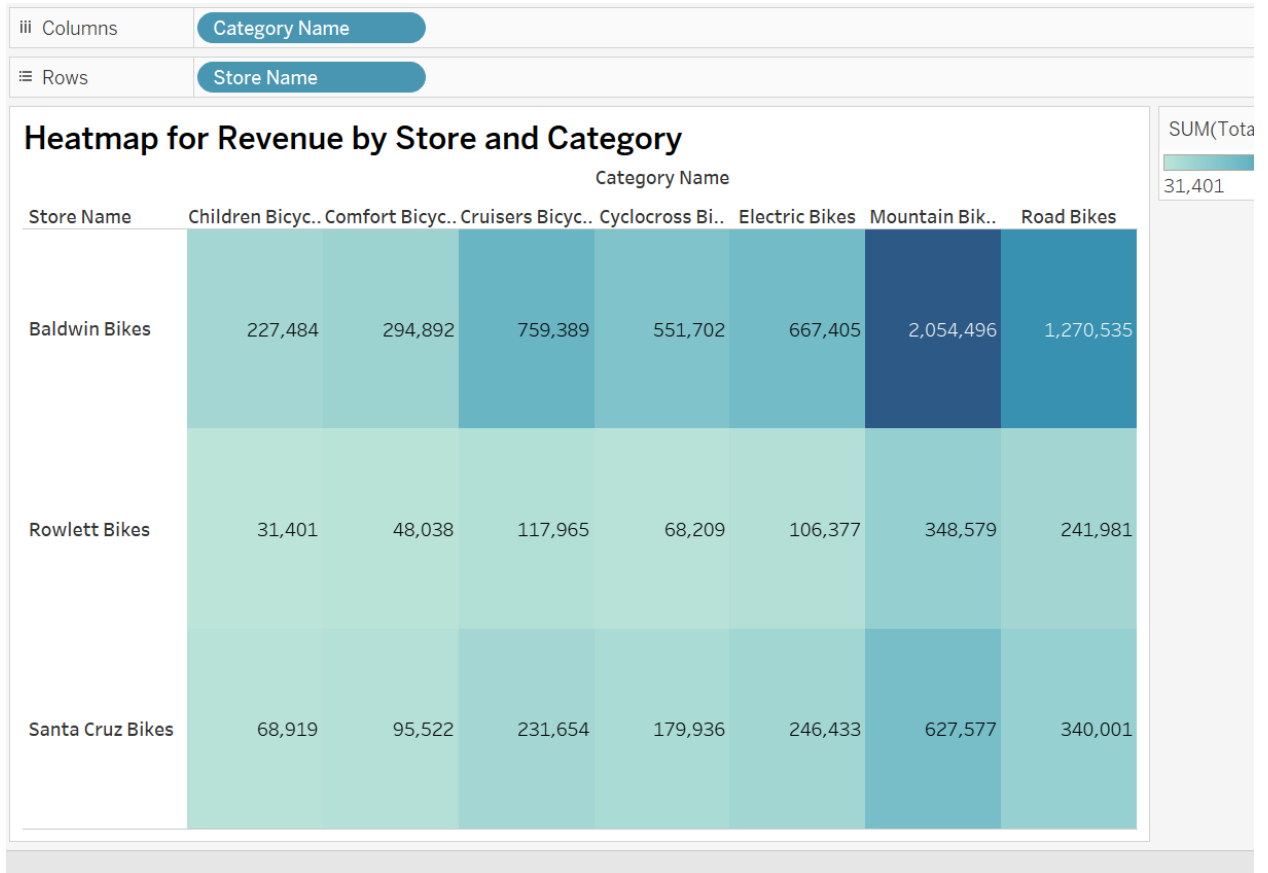 Columns Category Name
Rows Store Name
Heatmap for Revenue by Store and Category
SUM(Tota
31,401
Category Name
Store Name Children Bicyc.. Comfort Bicyc.. Cruisers Bicyc.. Cyclocross Bi.. Electric Bikes Mountain Bik.. Road Bikes
Baldwin Bikes 227,484 294,892 759,389 551,702 667,405 2,054,496 1,270,535
Rowlett Bikes 31,401 48,038 117,965 68,209 106,377 348,579 241,981
Santa Cruz Bikes 68,919 95,522 231,654 179,936 246,433 627,577 340,001